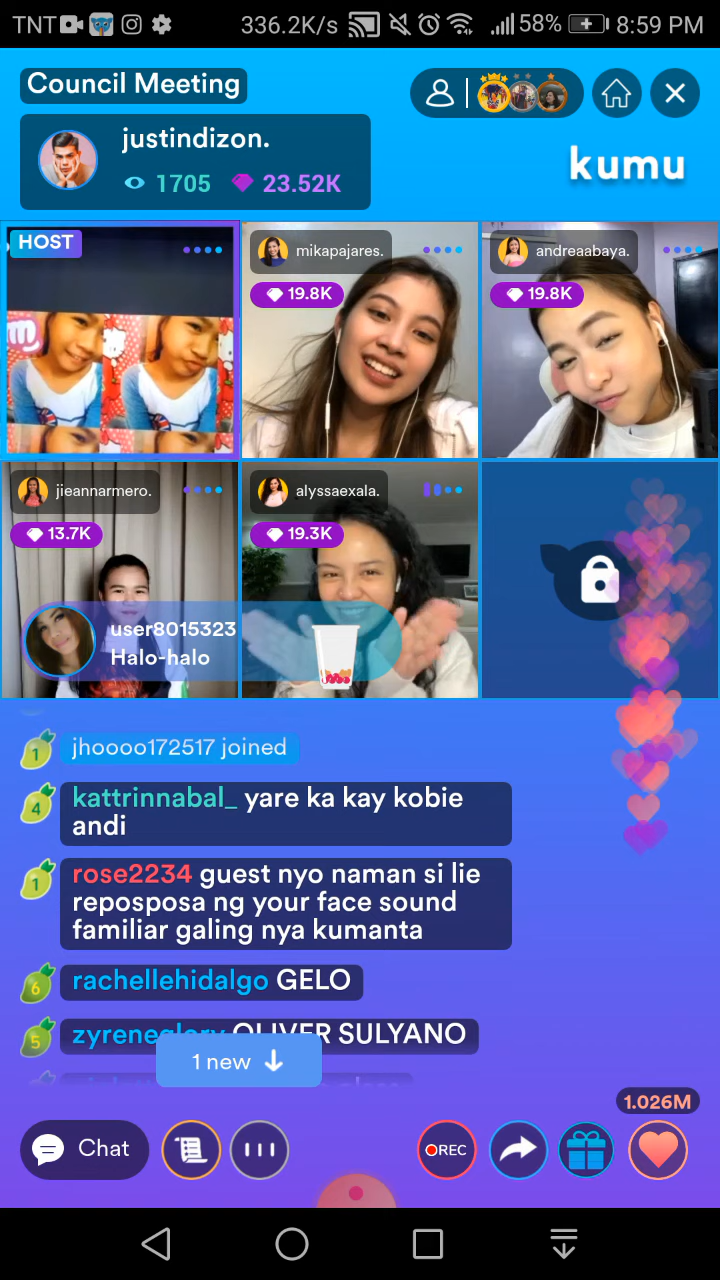 TNT 336.2K/s 58% 8:59 PM
Council Meeting
justindizon.
1705 23.52K
kumu
HOST
mikapajares.
19.8K
andreaabaya.
19.8K
jieannarmero.
13.7K
alyssaexala.
19.3K
user8015323
Halo-halo
1 jhoooo172517 joined
4 kattrinnabal_ yare ka kay kobie
andi
1 rose2234 guest nyo naman si lie
reposposa ng your face sound
familiar galing nya kumanta
6 rachellehidalgo GELO
5 SULYANO
1 new
1.026M
Chat
REC